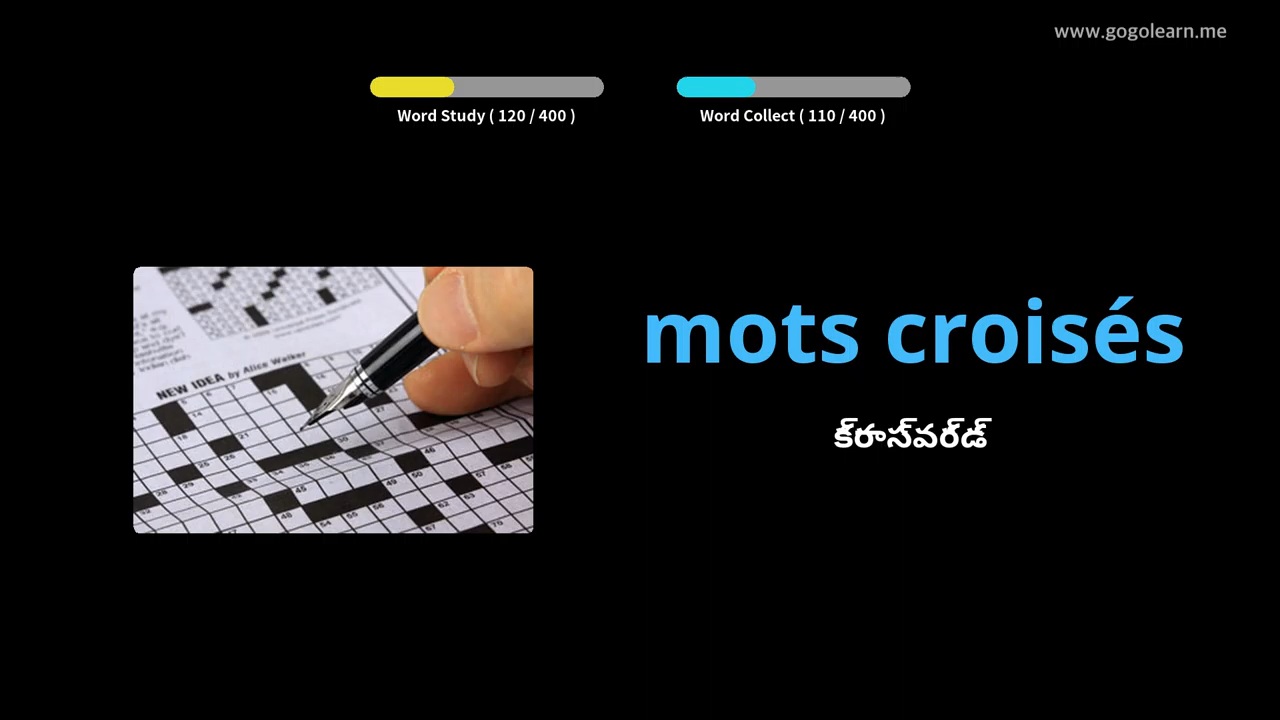 www.gogolearn.me
Word Study ( 120 / 400 )
Word Collect ( 110 / 400 )
NEW IDEA by Alice Walker
mots croisés
క్రాస్‌వర్డ్